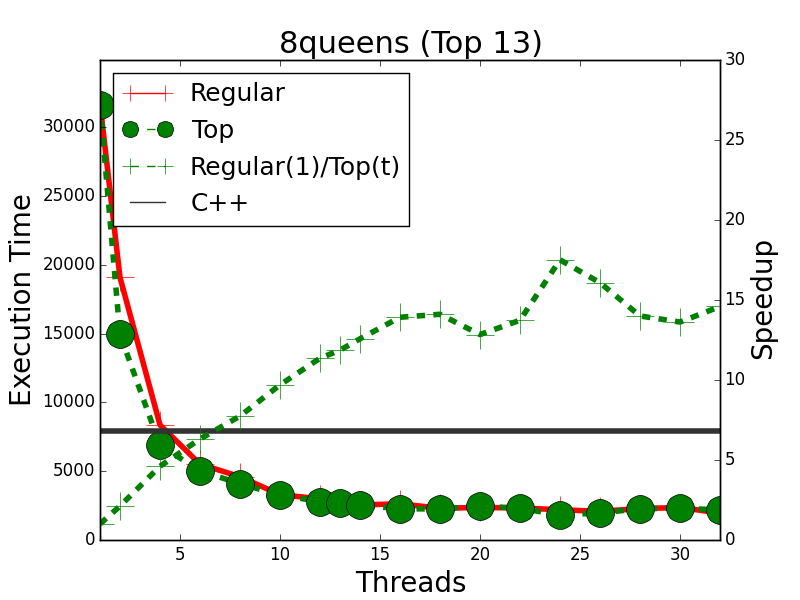 8queens (Top 13)
Regular
Top
Regular(1)/Top(t)
C++
Execution Time
30000
25000
20000
15000
10000
5000
0
Speedup
30
25
20
15
10
5
0
5 10 15 20 25 30
Threads